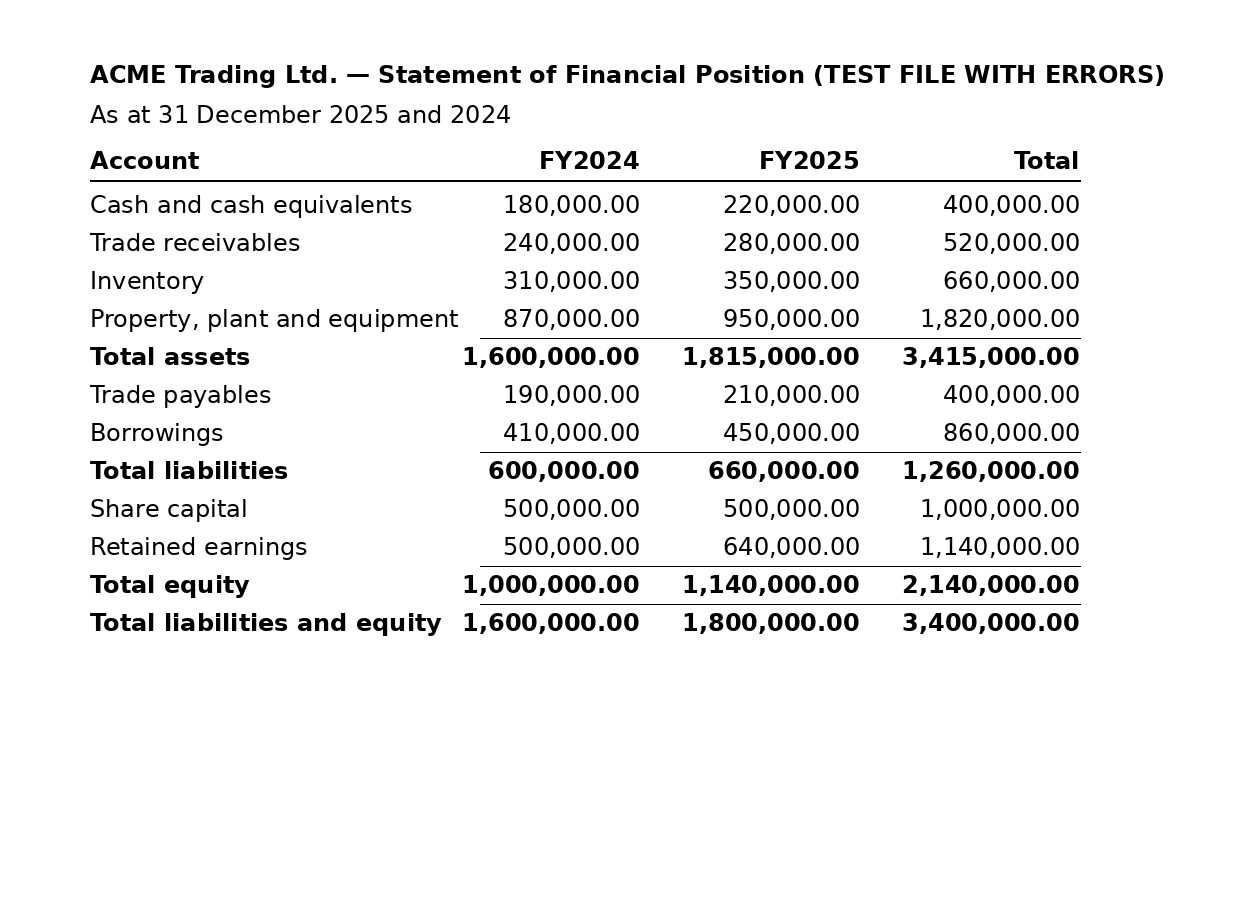 ACME Trading Ltd. — Statement of Financial Position (TEST FILE WITH ERRORS)
As at 31 December 2025 and 2024
Account FY2024 FY2025 Total
Cash and cash equivalents 180,000.00 220,000.00 400,000.00
Trade receivables 240,000.00 280,000.00 520,000.00
Inventory 310,000.00 350,000.00 660,000.00
Property, plant and equipment 870,000.00 950,000.00 1,820,000.00
Total assets 1,600,000.00 1,815,000.00 3,415,000.00
Trade payables 190,000.00 210,000.00 400,000.00
Borrowings 410,000.00 450,000.00 860,000.00
Total liabilities 600,000.00 660,000.00 1,260,000.00
Share capital 500,000.00 500,000.00 1,000,000.00
Retained earnings 500,000.00 640,000.00 1,140,000.00
Total equity 1,000,000.00 1,140,000.00 2,140,000.00
Total liabilities and equity 1,600,000.00 1,800,000.00 3,400,000.00